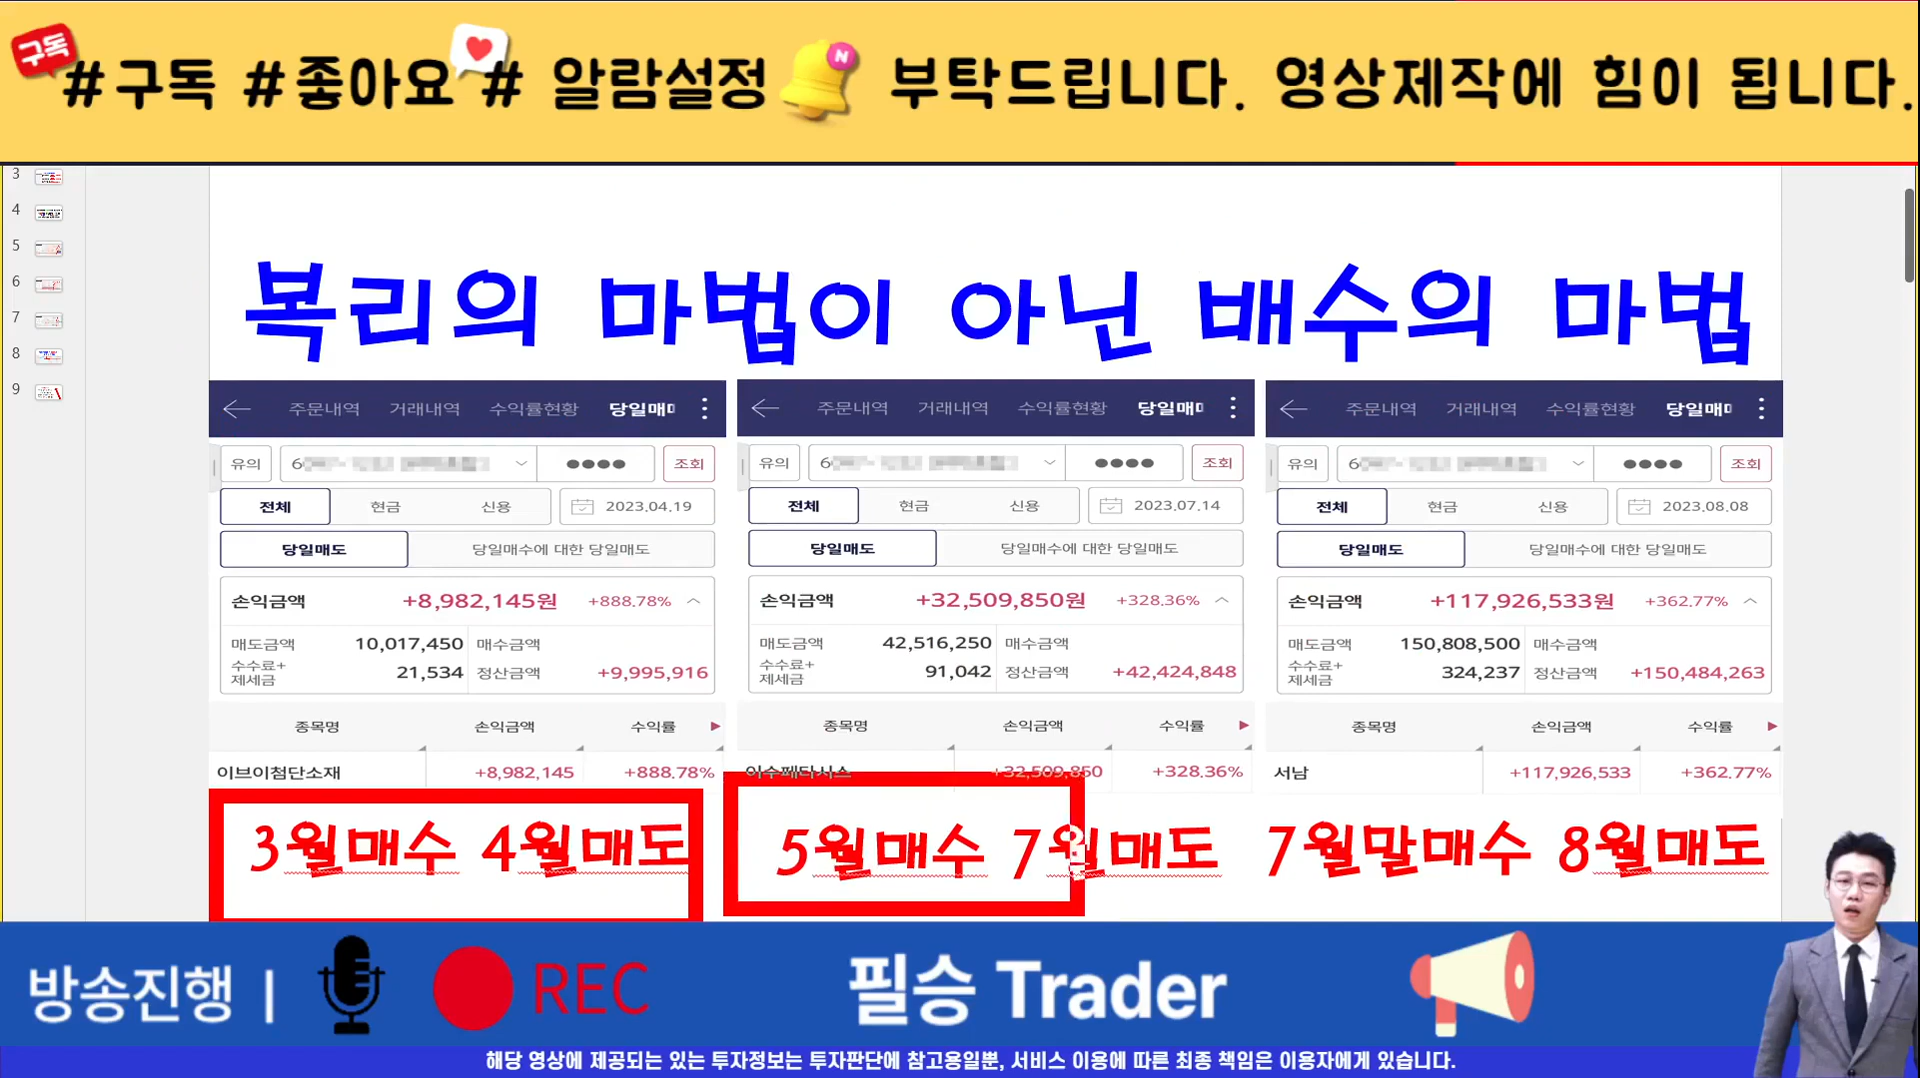 구독
#구독 #좋아요 # 알람설정 N 부탁드립니다. 영상제작에 힘이 됩니다.
3
4
5
6
7
8
9
복리의 마법이 아닌 배수의 마법
주문내역 거래내역 수익률현황 당일매매
유의 6 ●●●● 조회
전체 현금 신용 2023.04.19
당일매도 당일매수에 대한 당일매도
손익금액 +8,982,145원 +888.78%
매도금액 10,017,450 매수금액
수수료+ 제세금 21,534 정산금액 +9,995,916
종목명 손익금액 수익률
이브이첨단소재 +8,982,145 +888.78%
3월매수 4월매도
주문내역 거래내역 수익률현황 당일매매
유의 6 ●●●● 조회
전체 현금 신용 2023.07.14
당일매도 당일매수에 대한 당일매도
손익금액 +32,509,850원 +328.36%
매도금액 42,516,250 매수금액
수수료+ 제세금 91,042 정산금액 +42,424,848
종목명 손익금액 수익률
이수페타시스 +32,509,850 +328.36%
5월매수 7월매도
주문내역 거래내역 수익률현황 당일매매
유의 6 ●●●● 조회
전체 현금 신용 2023.08.08
당일매도 당일매수에 대한 당일매도
손익금액 +117,926,533원 +362.77%
매도금액 150,808,500 매수금액
수수료+ 제세금 324,237 정산금액 +150,484,263
종목명 손익금액 수익률
서남 +117,926,533 +362.77%
7월말매수 8월매도
방송진행 | REC 필승 Trader
해당 영상에 제공되는 있는 투자정보는 투자판단에 참고용일뿐, 서비스 이용에 따른 최종 책임은 이용자에게 있습니다.